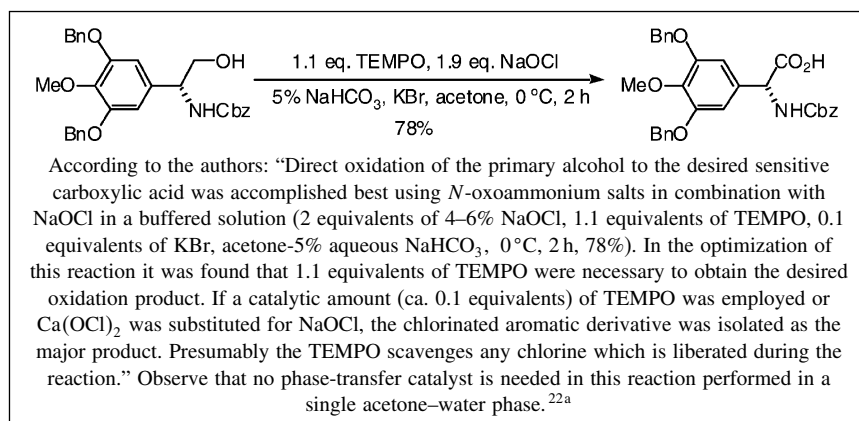 BnO
OH
MeO
NHCbz
BnO
1.1 eq. TEMPO, 1.9 eq. NaOCl
5% NaHCO₃, KBr, acetone, 0 °C, 2 h
78%
BnO
CO₂H
MeO
NHCbz
BnO
According to the authors: “Direct oxidation of the primary alcohol to the desired sensitive
carboxylic acid was accomplished best using N-oxoammonium salts in combination with
NaOCl in a buffered solution (2 equivalents of 4–6% NaOCl, 1.1 equivalents of TEMPO, 0.1
equivalents of KBr, acetone-5% aqueous NaHCO₃, 0 °C, 2 h, 78%). In the optimization of
this reaction it was found that 1.1 equivalents of TEMPO were necessary to obtain the desired
oxidation product. If a catalytic amount (ca. 0.1 equivalents) of TEMPO was employed or
Ca(OCl)₂ was substituted for NaOCl, the chlorinated aromatic derivative was isolated as the
major product. Presumably the TEMPO scavenges any chlorine which is liberated during the
reaction.” Observe that no phase-transfer catalyst is needed in this reaction performed in a
single acetone–water phase.²²ᵃ